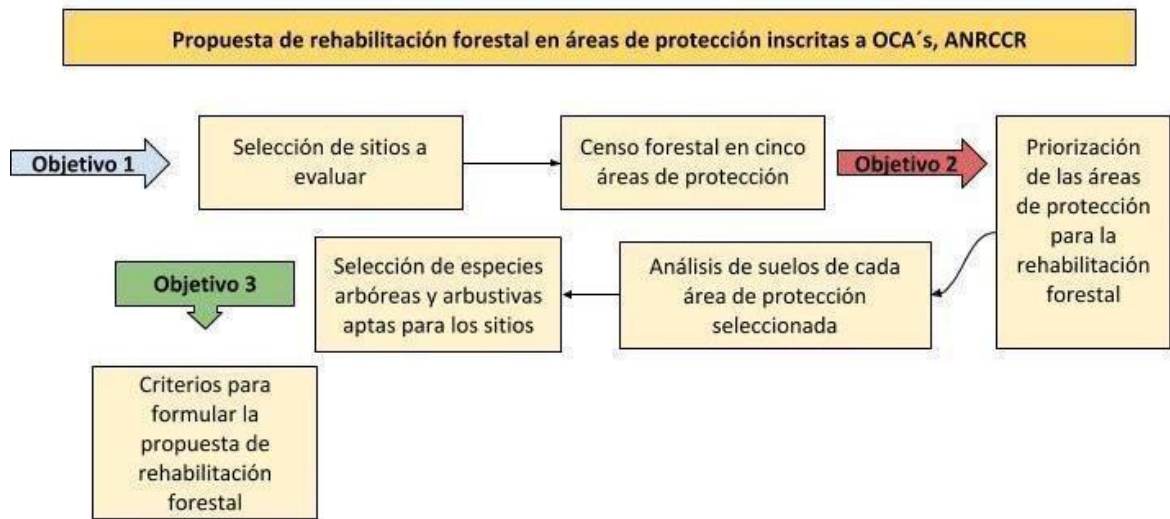 Propuesta de rehabilitación forestal en áreas de protección inscritas a OCA´s, ANRCCR
Objetivo 1
Selección de sitios a
evaluar
Censo forestal en cinco
áreas de protección
Objetivo 2
Priorización
de las áreas
de protección
para la
rehabilitación
forestal
Análisis de suelos de cada
área de protección
seleccionada
Selección de especies
arbóreas y arbustivas
aptas para los sitios
Objetivo 3
Criterios para
formular la
propuesta de
rehabilitación
forestal